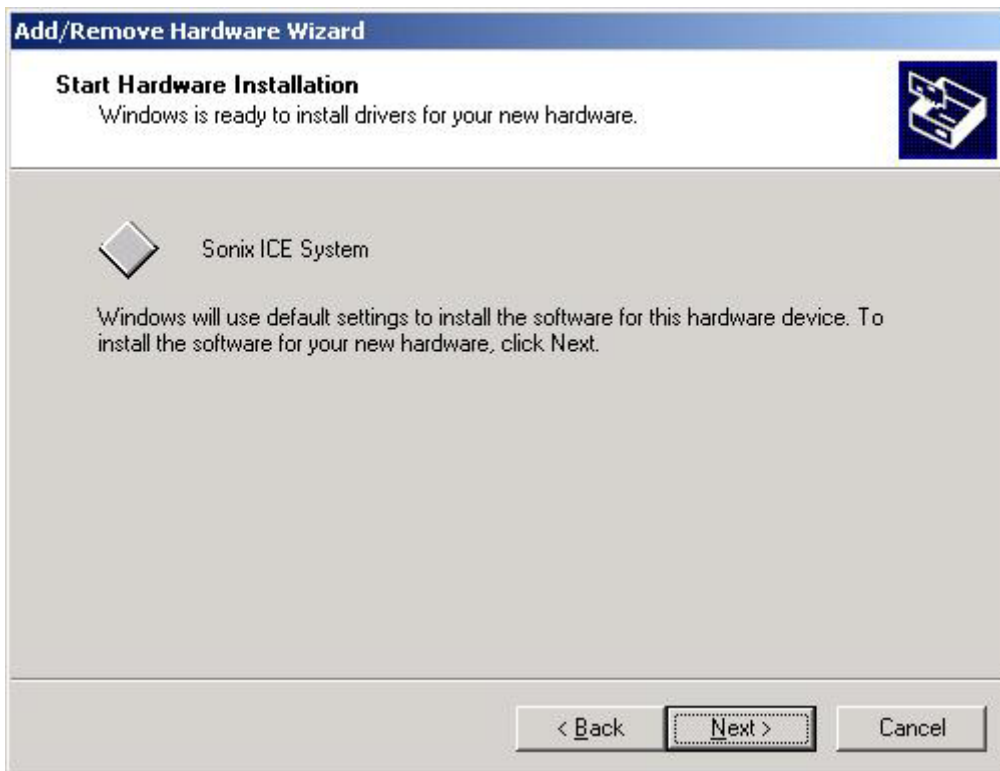 Add/Remove Hardware Wizard
Start Hardware Installation
Windows is ready to install drivers for your new hardware.
Sonix ICE System
Windows will use default settings to install the software for this hardware device. To
install the software for your new hardware, click Next.
< Back Next > Cancel